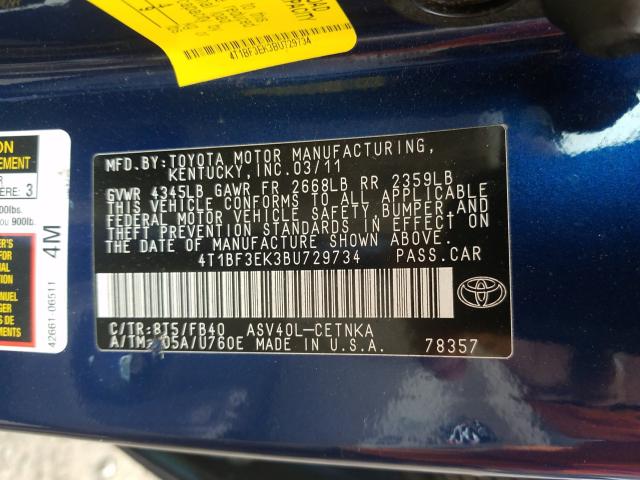 4T1BF3EK3BU729734
MFD.BY:TOYOTA MOTOR MANUFACTURING,
KENTUCKY,INC.03/11
GVWR 4345LB GAWR FR 2668LB RR 2359LB
THIS VEHICLE CONFORMS TO ALL APPLICABLE
FEDERAL MOTOR VEHICLE SAFETY,BUMPER,AND
THEFT PREVENTION STANDARDS IN EFFECT ON
THE DATE OF MANUFACTURE SHOWN ABOVE.
4T1BF3EK3BU729734 PASS.CAR
C/TR:8T5/FB40 ASV40L-CETNKA
A/TM: 05A/U760E MADE IN U.S.A.
78357
TOYOTA
4M
42661-06511